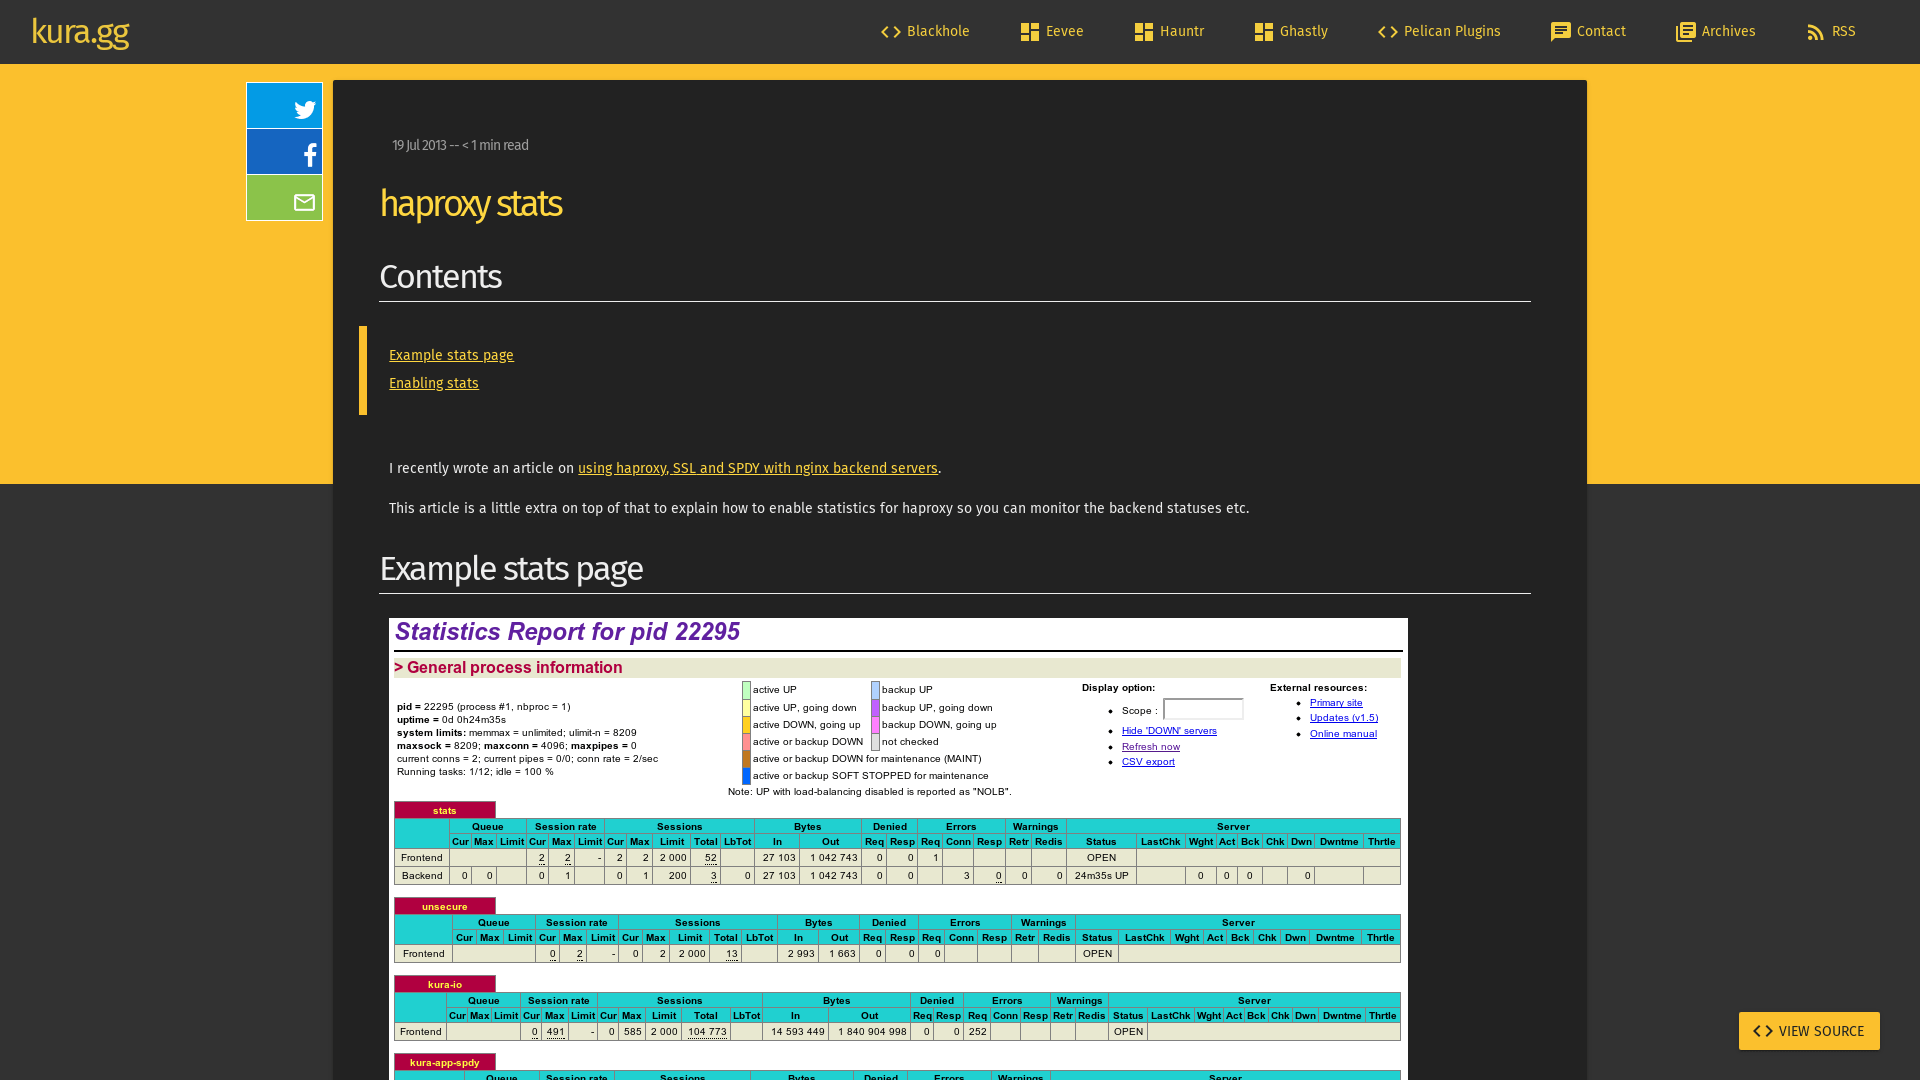 kura.gg
Blackhole Eevee Hauntr Ghastly Pelican Plugins Contact Archives RSS
19 Jul 2013 -- < 1 min read
haproxy stats
Contents
Example stats page
Enabling stats
I recently wrote an article on using haproxy, SSL and SPDY with nginx backend servers.
This article is a little extra on top of that to explain how to enable statistics for haproxy so you can monitor the backend statuses etc.
Example stats page
Statistics Report for pid 22295
> General process information
pid = 22295 (process #1, nbproc = 1)
uptime = 0d 0h24m35s
system limits: memmax = unlimited; ulimit-n = 8209
maxsock = 8209; maxconn = 4096; maxpipes = 0
current conns = 2; current pipes = 0/0; conn rate = 2/sec
Running tasks: 1/12; idle = 100 %
active UP backup UP
active UP, going down backup UP, going down
active DOWN, going up backup DOWN, going up
active or backup DOWN not checked
active or backup DOWN for maintenance (MAINT)
active or backup SOFT STOPPED for maintenance
Note: UP with load-balancing disabled is reported as "NOLB".
Display option:
• Scope :
• Hide 'DOWN' servers
• Refresh now
• CSV export
External resources:
• Primary site
• Updates (v1.5)
• Online manual
stats
Queue Session rate Sessions Bytes Denied Errors Warnings Server
Cur Max Limit Cur Max Limit Cur Max Limit Total LbTot In Out Req Resp Req Conn Resp Retr Redis Status LastChk Wght Act Bck Chk Dwn Dwntme Thrtle
Frontend 2 2 - 2 2 2 000 52 27 103 1 042 743 0 0 1 OPEN
Backend 0 0 0 1 0 1 200 3 0 27 103 1 042 743 0 0 3 0 0 0 24m35s UP 0 0 0 0
unsecure
Queue Session rate Sessions Bytes Denied Errors Warnings Server
Cur Max Limit Cur Max Limit Cur Max Limit Total LbTot In Out Req Resp Req Conn Resp Retr Redis Status LastChk Wght Act Bck Chk Dwn Dwntme Thrtle
Frontend 0 2 - 0 2 2 000 13 2 993 1 663 0 0 0 OPEN
kura-io
Queue Session rate Sessions Bytes Denied Errors Warnings Server
Cur Max Limit Cur Max Limit Cur Max Limit Total LbTot In Out Req Resp Req Conn Resp Retr Redis Status LastChk Wght Act Bck Chk Dwn Dwntme Thrtle
Frontend 0 491 - 0 585 2 000 104 773 14 593 449 1 840 904 998 0 0 252 OPEN
kura-app-spdy
Queue Session rate Sessions Bytes Denied Errors Warnings Server
VIEW SOURCE